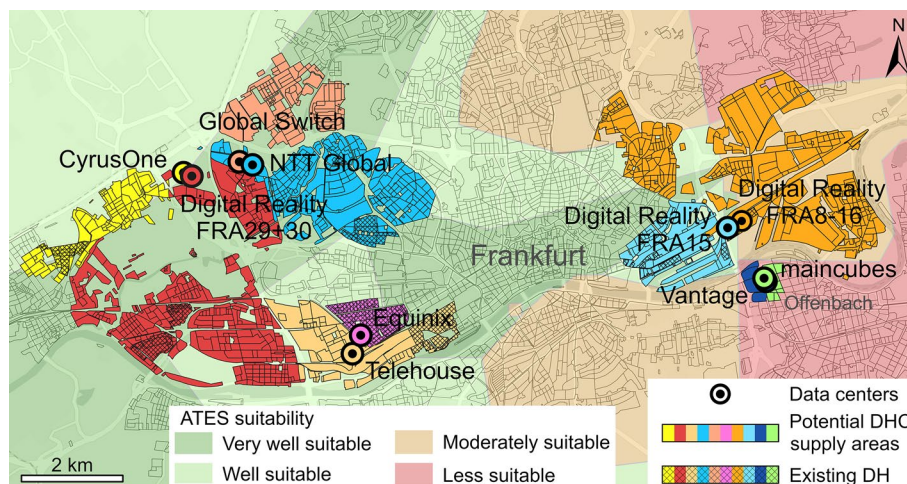 N
Global Switch
CyrusOne
NTT Global
Digital Reality
FRA29+30
Digital Reality
FRA8-16
Digital Reality
FRA15
Frankfurt
maincubes
Vantage
Offenbach
Equinix
Telehouse
ATES suitability
Very well suitable
Well suitable
Moderately suitable
Less suitable
2 km
Data centers
Potential DHC
supply areas
Existing DH